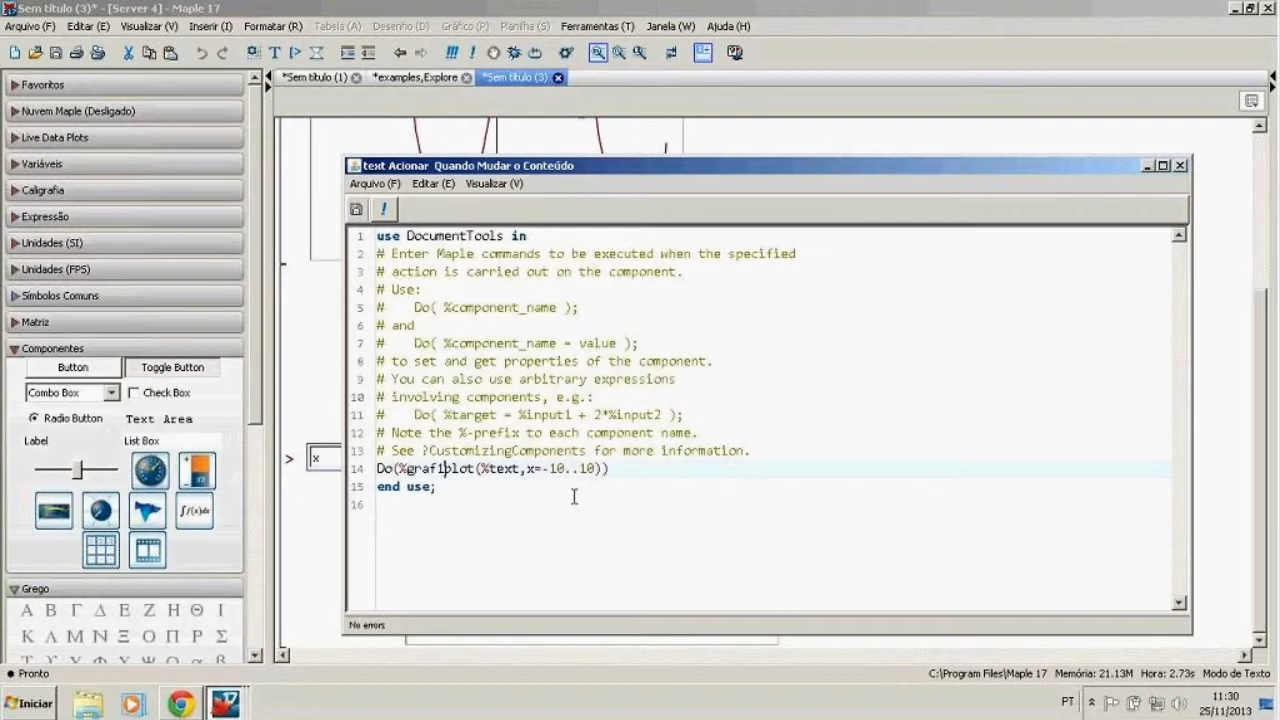 Sem título (3)* - [Server 4] - Maple 17
Arquivo (F) Editar (E) Visualizar (V) Inserir (I) Formatar (R) Tabela (A) Desenho (D) Gráfico (P) Planilha (S) Ferramentas (T) Janela (W) Ajuda (H)
*Sem título (1) *examples,Explore *Sem título (3)
Favoritos
Nuvem Maple (Desligado)
Live Data Plots
Variáveis
Caligrafia
Expressão
Unidades (SI)
Unidades (FPS)
Símbolos Comuns
Matriz
Componentes
Button Toggle Button
Combo Box Check Box
Radio Button Text Area
Label List Box
∫f(x)dx
Grego
Α Β Γ Δ Ε Ζ Η Θ Ι
Κ Λ Μ Ν Ξ Ο Π Ρ Σ
Τ Υ Φ Χ Ψ Ω α β
> x
text Acionar Quando Mudar o Conteúdo
Arquivo (F) Editar (E) Visualizar (V)
1 use DocumentTools in
2 # Enter Maple commands to be executed when the specified
3 # action is carried out on the component.
4 # Use:
5 # Do( %component_name );
6 # and
7 # Do( %component_name = value );
8 # to set and get properties of the component.
9 # You can also use arbitrary expressions
10 # involving components, e.g.:
11 # Do( %target = %input1 + 2*%input2 );
12 # Note the %-prefix to each component name.
13 # See ?CustomizingComponents for more information.
14 Do(%graf1plot(%text,x=-10..10))
15 end use;
16
No errors
Pronto
C:\Program Files\Maple 17 Memória: 21.13M Hora: 2.73s Modo de Texto
Iniciar
PT
11:30
25/11/2013